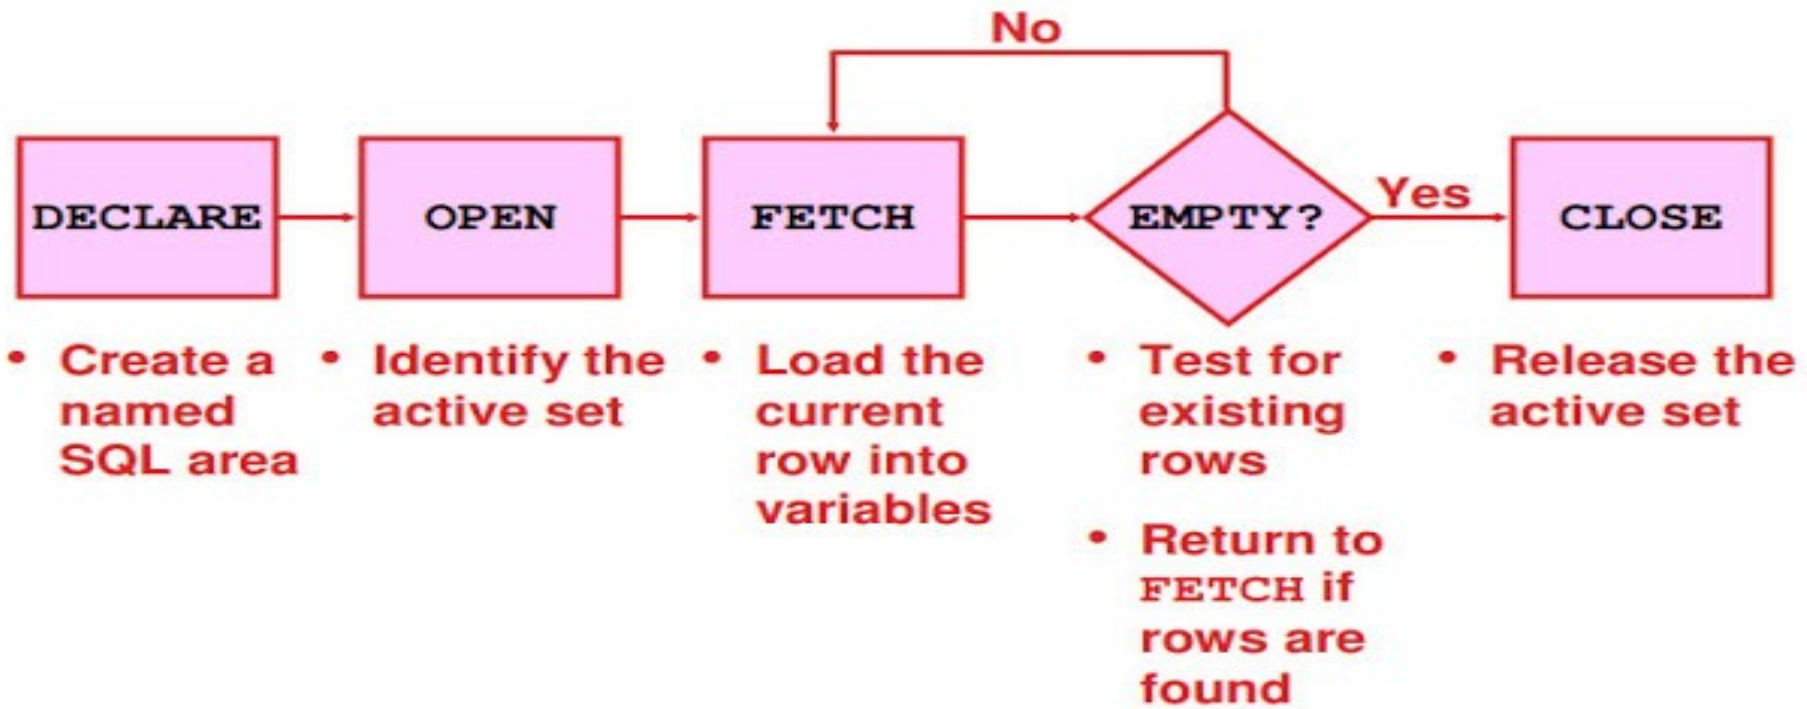 No
DECLARE
OPEN
FETCH
EMPTY?
Yes
CLOSE
• Create a
named
SQL area
• Identify the
active set
• Load the
current
row into
variables
• Test for
existing
rows
• Return to
FETCH if
rows are
found
• Release the
active set